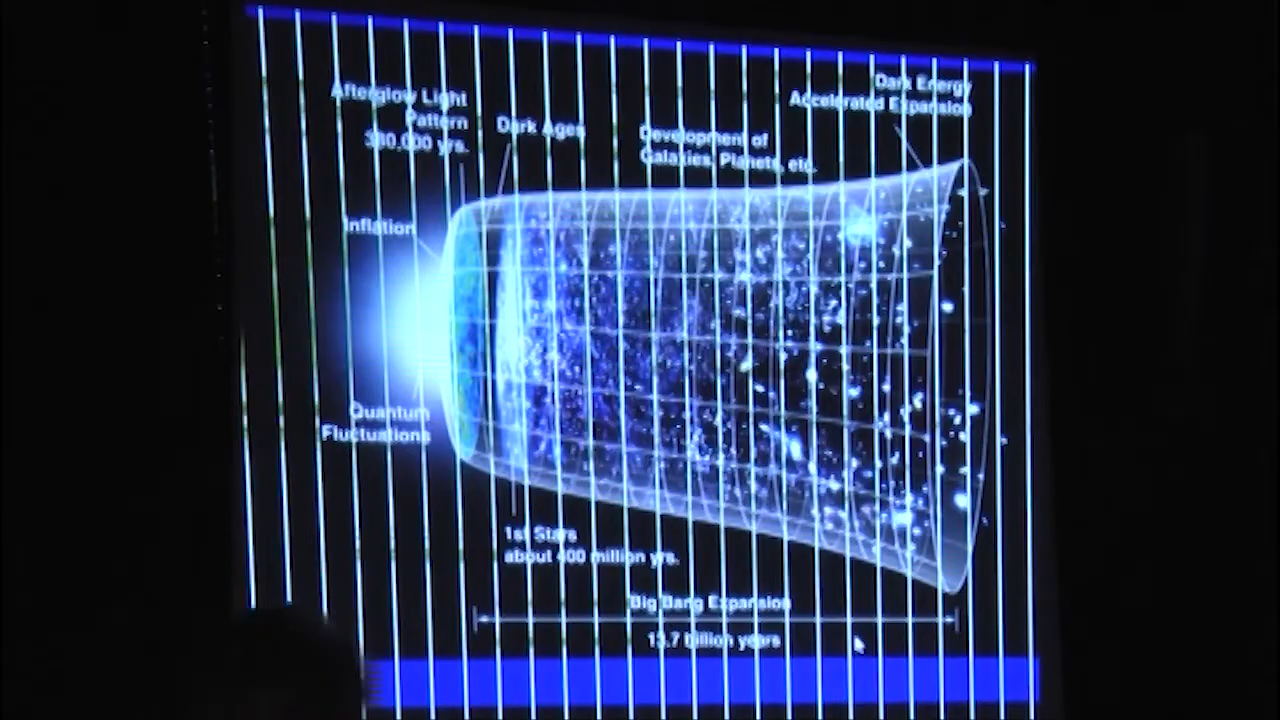 Afterglow Light
Pattern
380,000 yrs.
Dark Ages
Development of
Galaxies, Planets, etc.
Dark Energy
Accelerated Expansion
Inflation
Quantum
Fluctuations
1st Stars
about 400 million yrs.
Big Bang Expansion
13.7 billion years